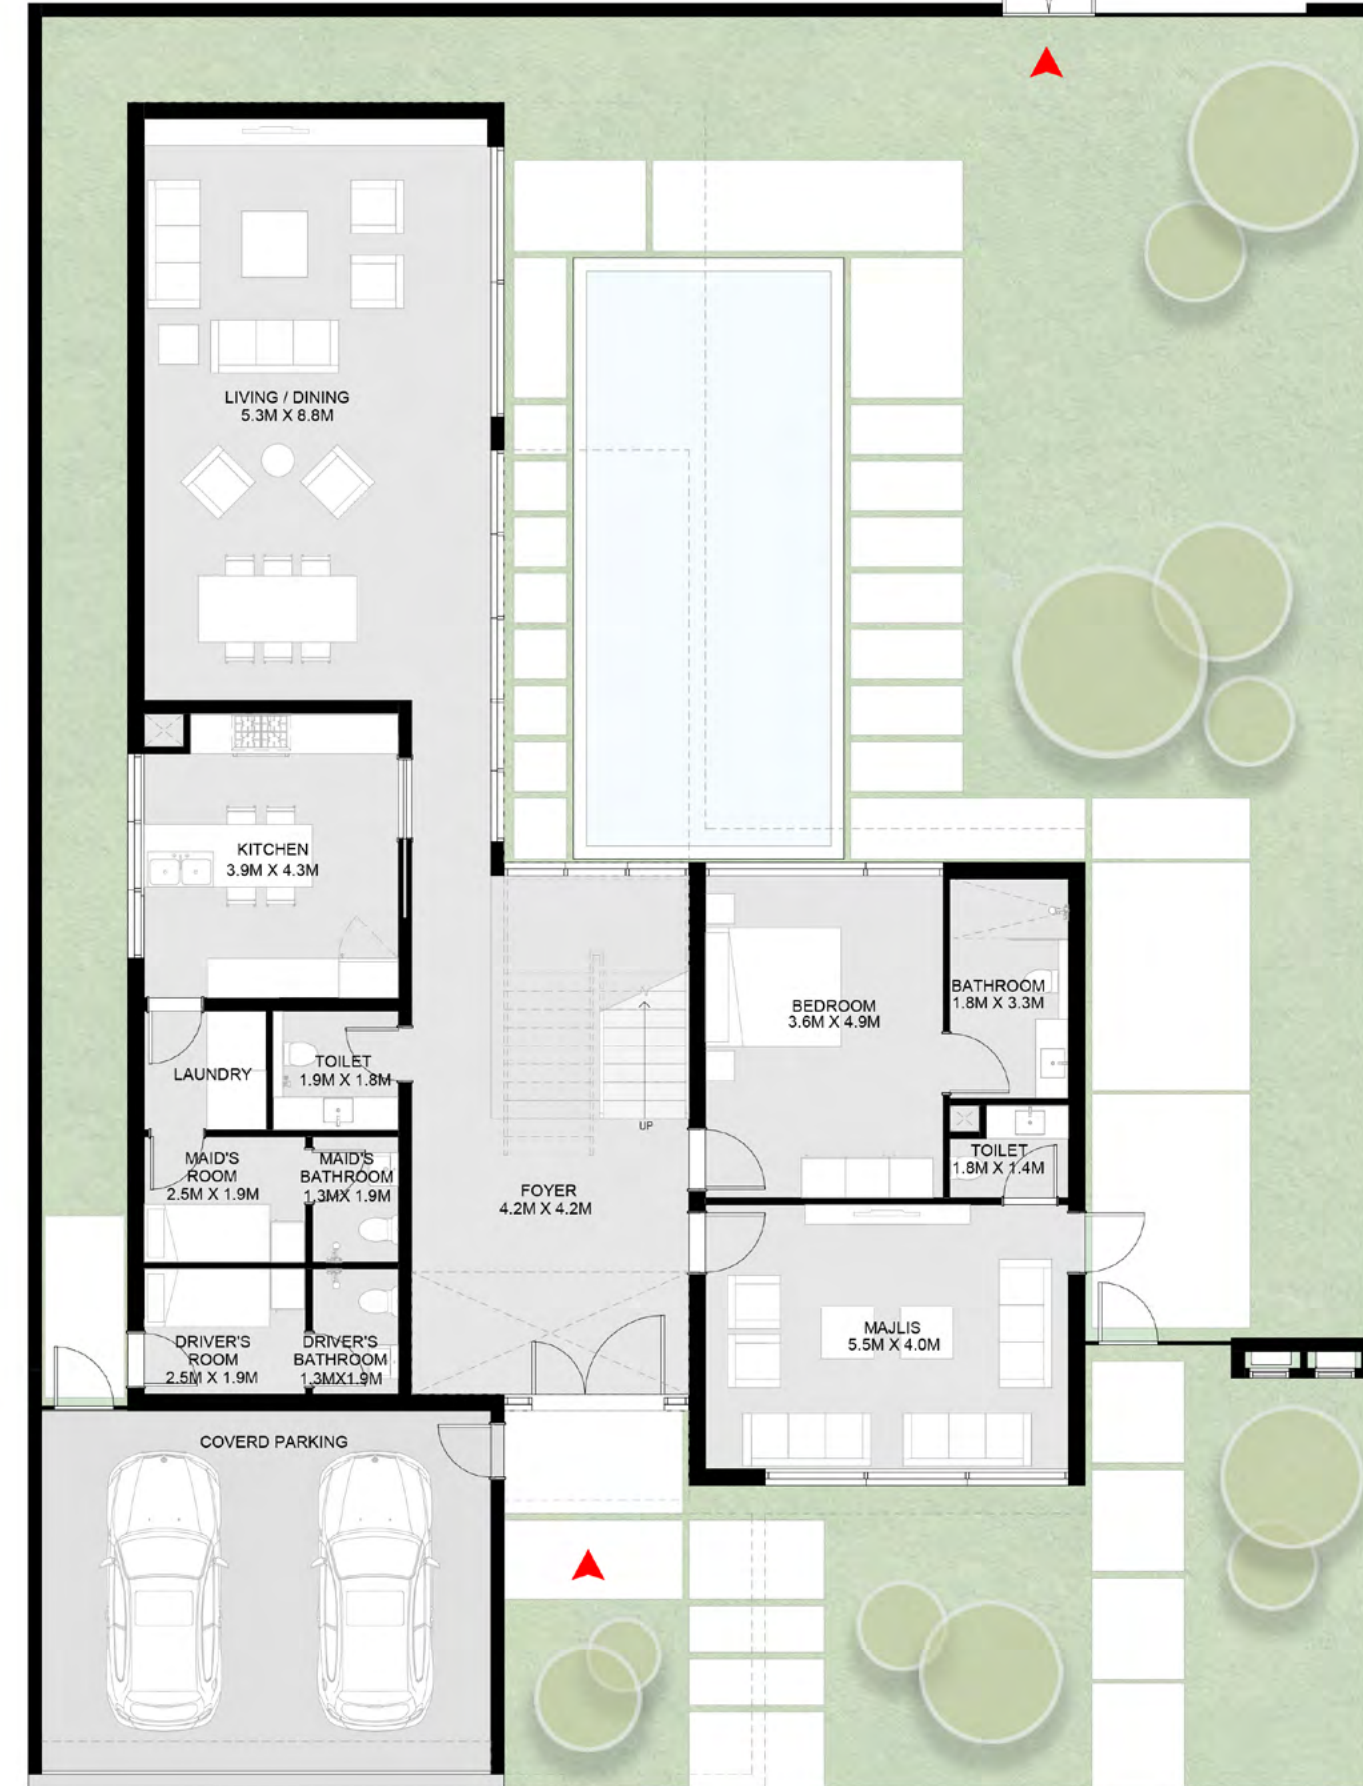 LIVING / DINING
5.3M X 8.8M
KITCHEN
3.9M X 4.3M
BATHROOM
1.8M X 3.3M
BEDROOM
3.6M X 4.9M
TOILET
1.9M X 1.8M
LAUNDRY
UP
TOILET
1.8M X 1.4M
MAID'S
ROOM
2.5M X 1.9M
MAID'S
BATHROOM
1.3MX 1.9M
FOYER
4.2M X 4.2M
MAJLIS
5.5M X 4.0M
DRIVER'S
ROOM
2.5M X 1.9M
DRIVER'S
BATHROOM
1.3MX1.9M
COVERD PARKING